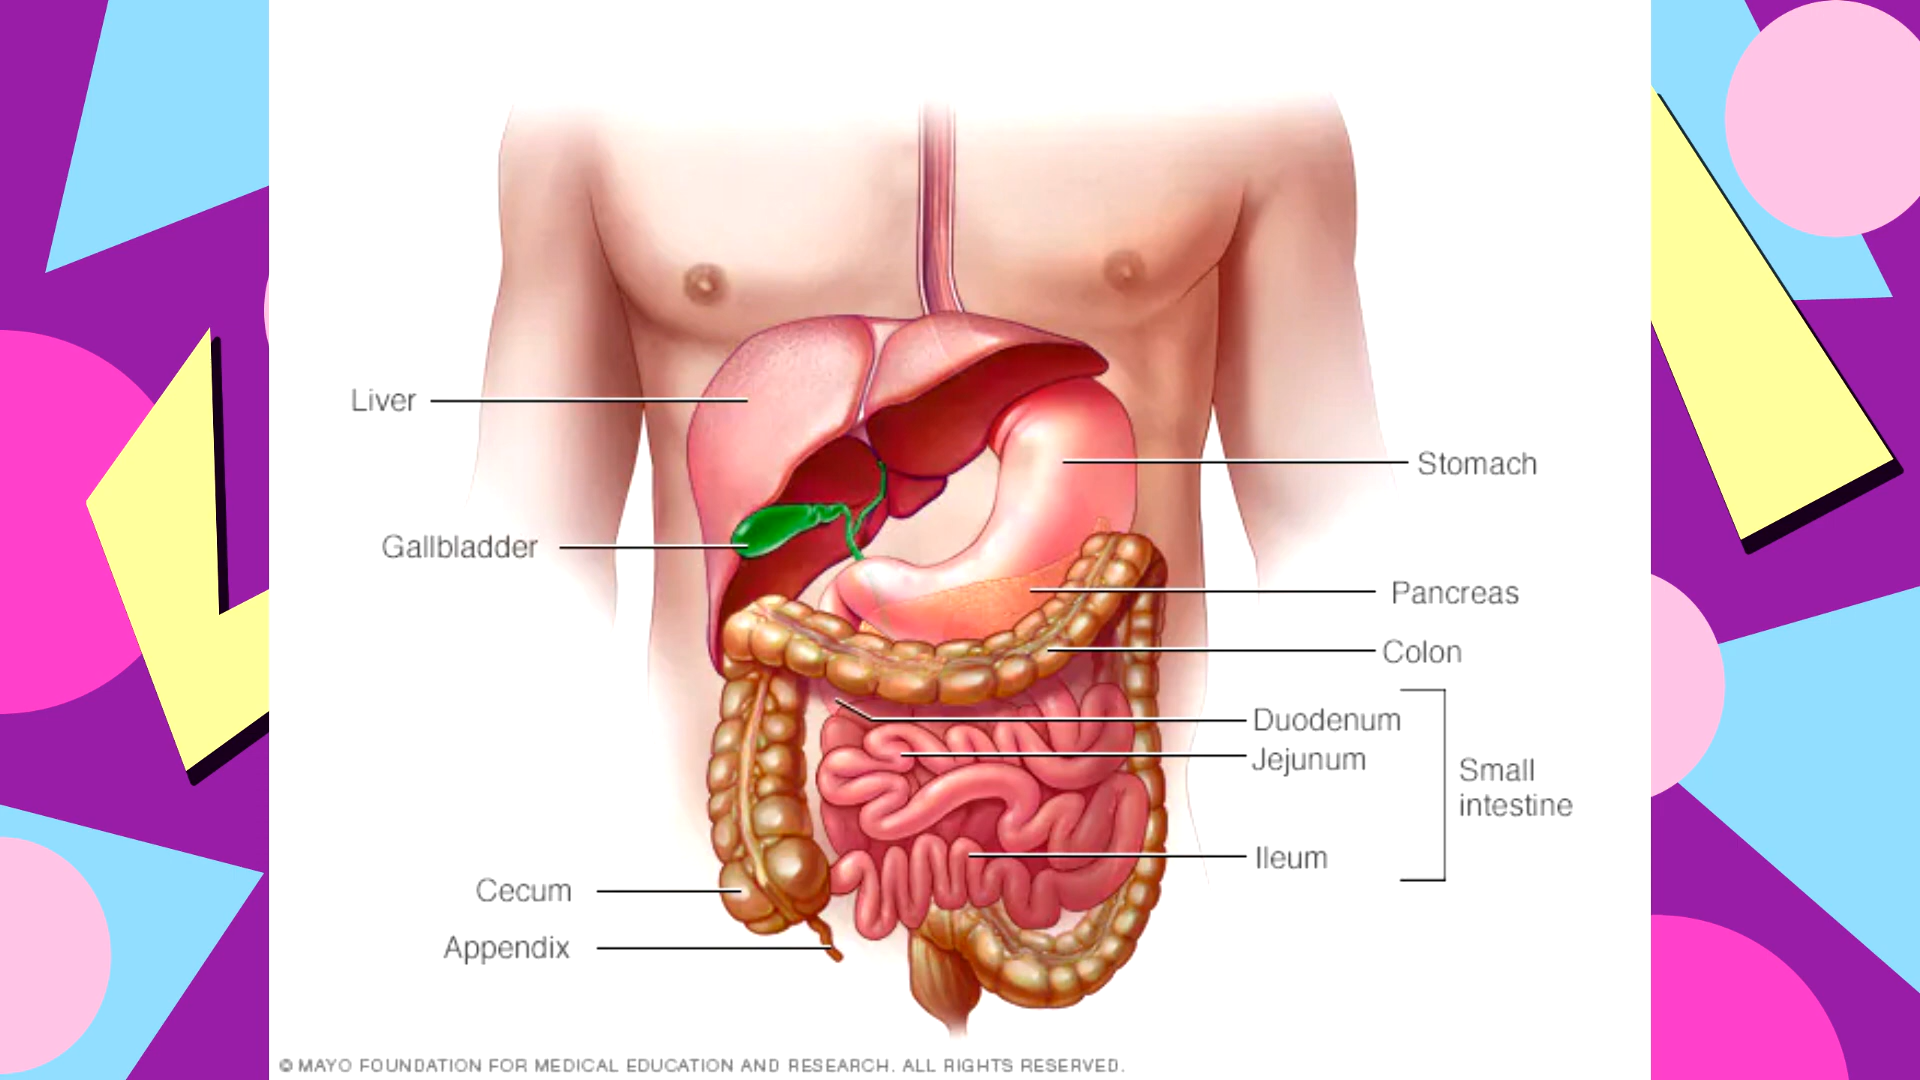 Liver
Gallbladder
Cecum
Appendix
Stomach
Pancreas
Colon
Duodenum
Jejunum
Ileum
Small
intestine
© MAYO FOUNDATION FOR MEDICAL EDUCATION AND RESEARCH. ALL RIGHTS RESERVED.